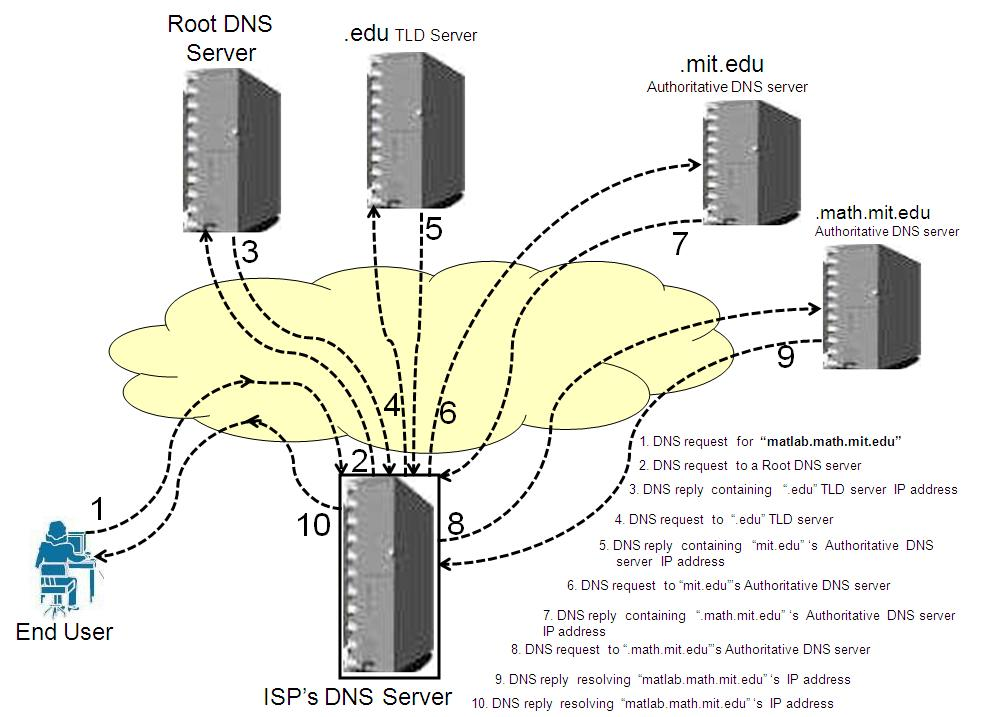 Root DNS
Server
.edu TLD Server
.mit.edu
Authoritative DNS server
.math.mit.edu
Authoritative DNS server
3
5
7
9
4
6
2
1
10
8
End User
ISP's DNS Server
1. DNS request for “matlab.math.mit.edu”
2. DNS request to a Root DNS server
3. DNS reply containing “.edu” TLD server IP address
4. DNS request to “.edu” TLD server
5. DNS reply containing “mit.edu” ‘s Authoritative DNS
server IP address
6. DNS request to “mit.edu”’s Authoritative DNS server
7. DNS reply containing “.math.mit.edu” ‘s Authoritative DNS server
IP address
8. DNS request to “.math.mit.edu”’s Authoritative DNS server
9. DNS reply resolving “matlab.math.mit.edu” ‘s IP address
10. DNS reply resolving “matlab.math.mit.edu” ‘s IP address